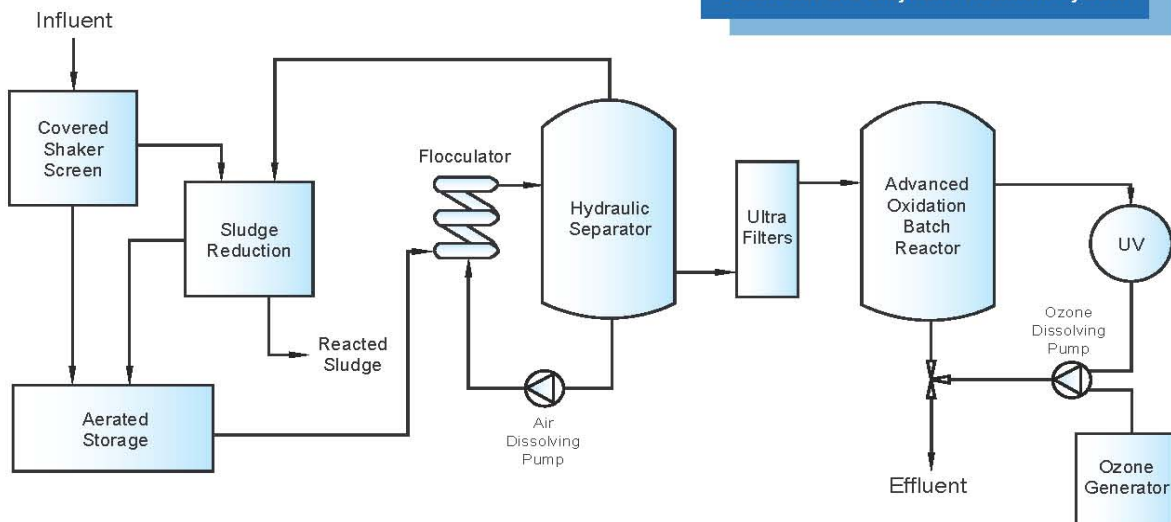 Influent
Covered
Shaker
Screen
Sludge
Reduction
Reacted
Sludge
Aerated
Storage
Flocculator
Hydraulic
Separator
Air
Dissolving
Pump
Ultra
Filters
Advanced
Oxidation
Batch
Reactor
UV
Ozone
Dissolving
Pump
Effluent
Ozone
Generator